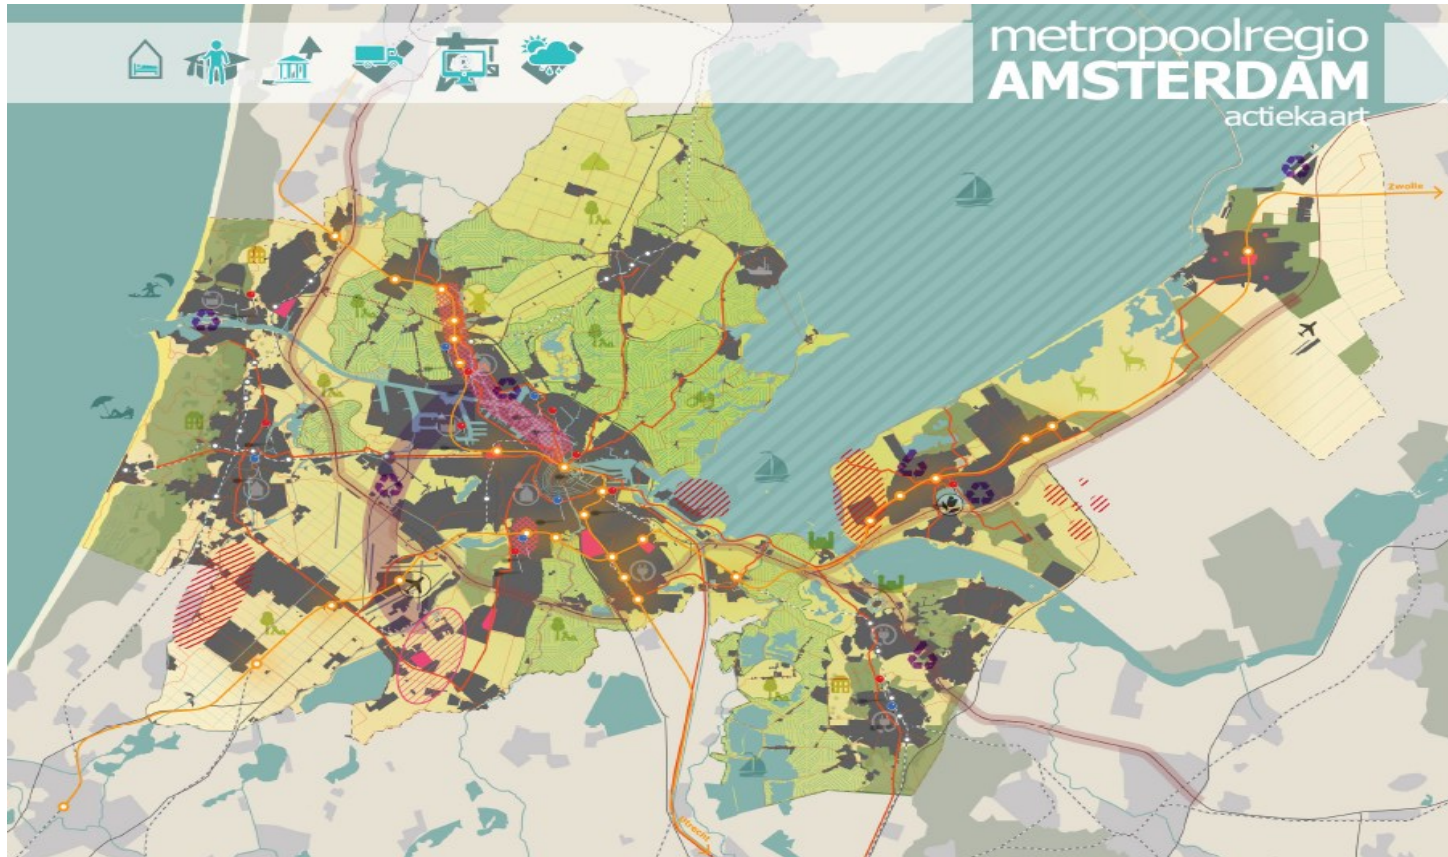 metropoolregio
AMSTERDAM
actiekaart
Zwolle
Utrecht